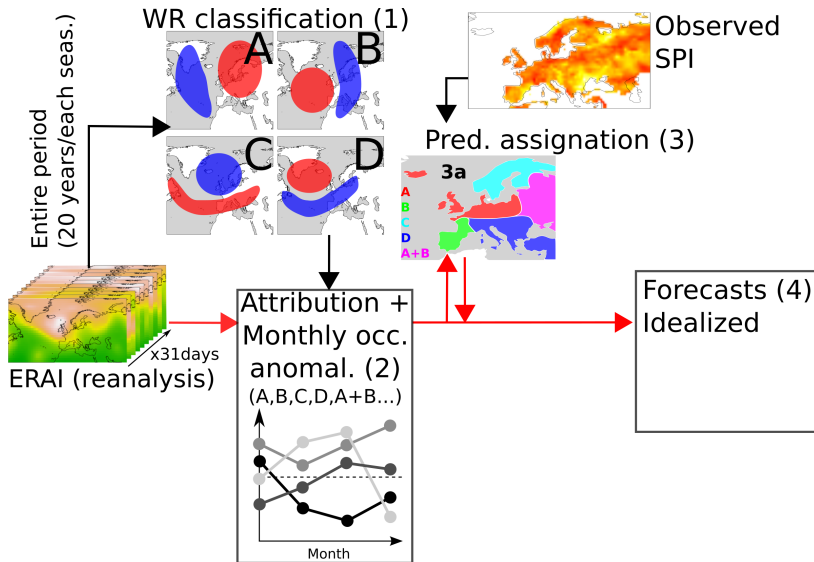 WR classification (1)
A
B
C
D
Entire period
(20 years/each seas.)
x31days
ERAI (reanalysis)
Attribution +
Monthly occ.
anomal. (2)
(A,B,C,D,A+B...)
Month
Observed
SPI
Pred. assignation (3)
3a
A
B
C
D
A+B
Forecasts (4)
Idealized